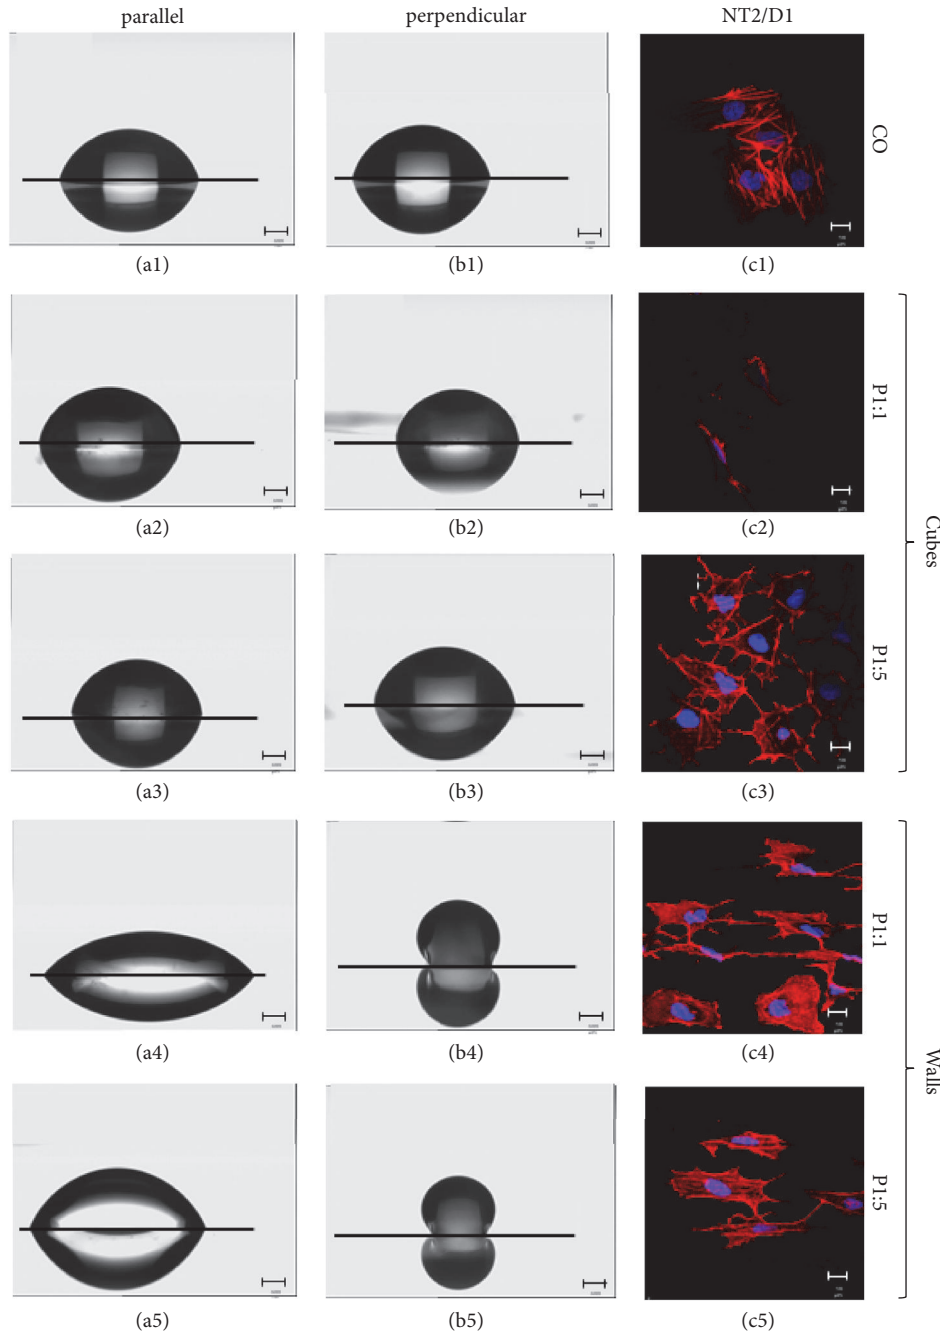 parallel perpendicular NT2/D1
CO
(a1) (b1) (c1)
P1:1
(a2) (b2) (c2)
Cubes
P1:5
(a3) (b3) (c3)
P1:1
(a4) (b4) (c4)
Walls
P1:5
(a5) (b5) (c5)